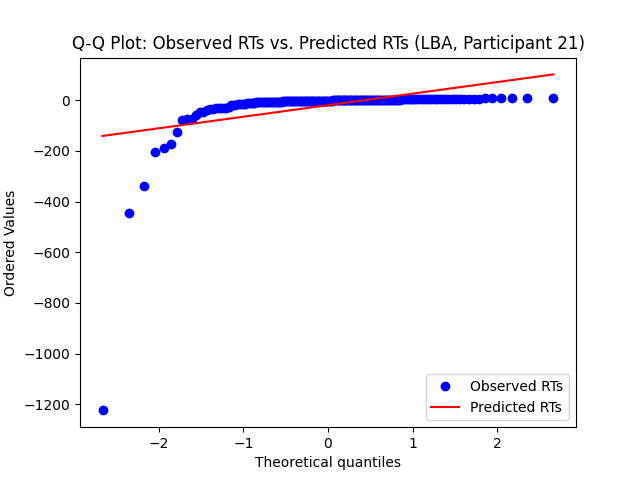 Q-Q Plot: Observed RTs vs. Predicted RTs (LBA, Participant 21)
Ordered Values
0
−200
−400
−600
−800
−1000
−1200
Observed RTs
Predicted RTs
−2
−1
0
1
2
Theoretical quantiles